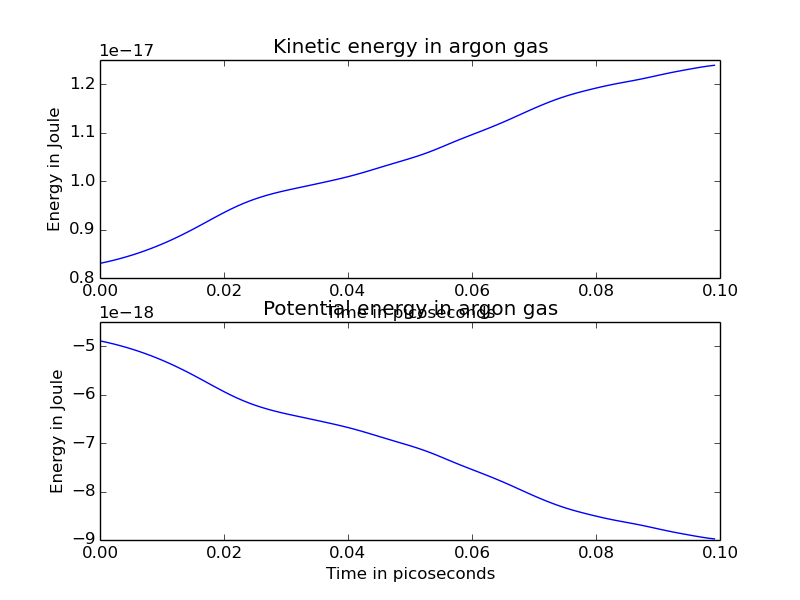 Kinetic energy in argon gas
1e−17
1.2
1.1
1.0
0.9
0.8
Energy in Joule
0.00 0.02 0.04 0.06 0.08 0.10
Time in picoseconds
Potential energy in argon gas
1e−18
−5
−6
−7
−8
−9
Energy in Joule
0.00 0.02 0.04 0.06 0.08 0.10
Time in picoseconds